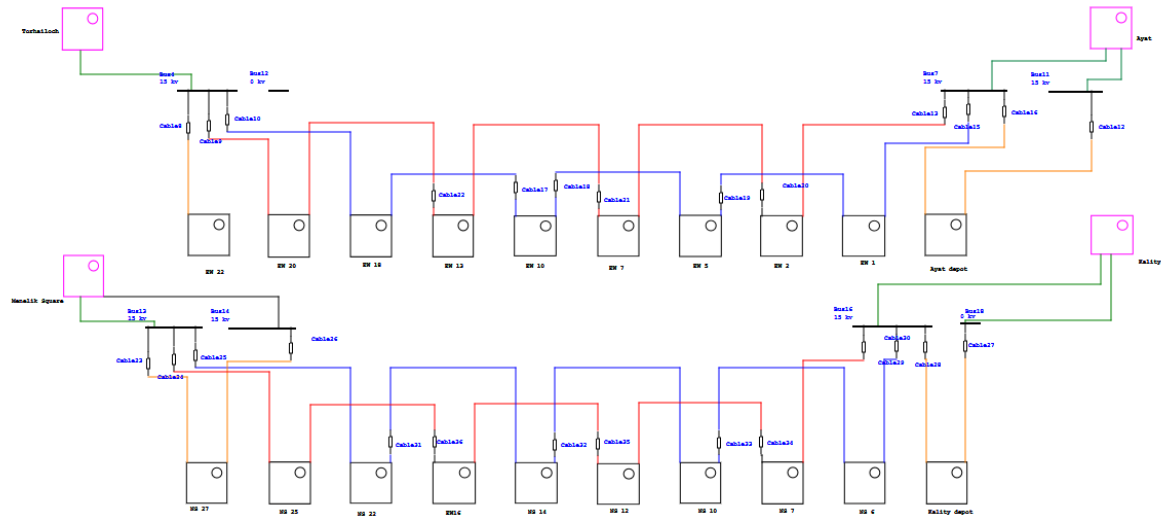 Torhailoch
Ayat
Bus4
15 kv
Bus12
0 kv
Bus7
15 kv
Bus11
15 kv
Cable8
Cable9
Cable10
Cable13
Cable15
Cable16
Cable12
Cable22
Cable17
Cable18
Cable21
Cable19
Cable20
EW 22
EW 20
EW 18
EW 13
EW 10
EW 7
EW 5
EW 2
EW 1
Ayat depot
Kality
Menelik Square
Bus13
15 kv
Bus14
15 kv
Bus16
15 kv
Bus18
0 kv
Cable23
Cable24
Cable25
Cable26
Cable30
Cable29
Cable28
Cable27
Cable31
Cable36
Cable32
Cable35
Cable33
Cable34
NS 27
NS 25
NS 22
EW16
NS 14
NS 12
NS 10
NS 7
NS 6
Kality depot